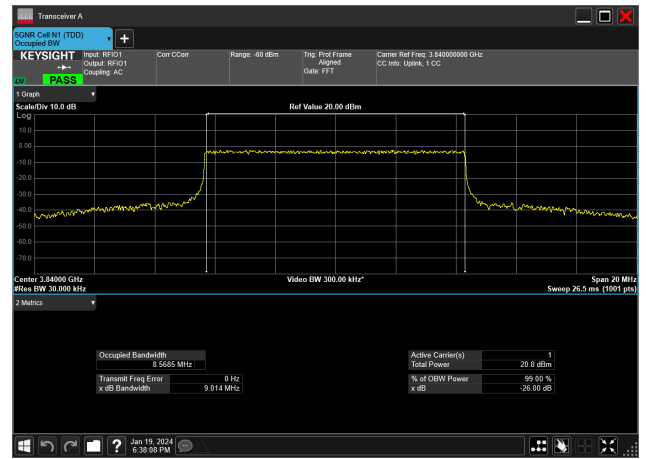 Transceiver A
5GNR Cell N1 (TDD)
Occupied BW
+
KEYSIGHT
LXI
PASS
Input: RFIO1
Output: RFIO1
Coupling: AC
Corr CCorr
Range: -60 dBm
Trig: Prot Frame
Aligned
Gate: FFT
Carrier Ref Freq: 3.840000000 GHz
CC Info: Uplink, 1 CC
1 Graph
Scale/Div 10.0 dB
Ref Value 20.00 dBm
Log
10.0
0.00
-10.0
-20.0
-30.0
-40.0
-50.0
-60.0
-70.0
Center 3.84000 GHz
Video BW 300.00 kHz*
Span 20 MHz
#Res BW 30.000 kHz
Sweep 26.5 ms (1001 pts)
2 Metrics
Occupied Bandwidth
8.5685 MHz
Active Carrier(s) 1
Total Power 20.8 dBm
Transmit Freq Error 0 Hz
x dB Bandwidth 9.014 MHz
% of OBW Power 99.00 %
x dB -26.00 dB
?
Jan 19, 2024
6:38:08 PM